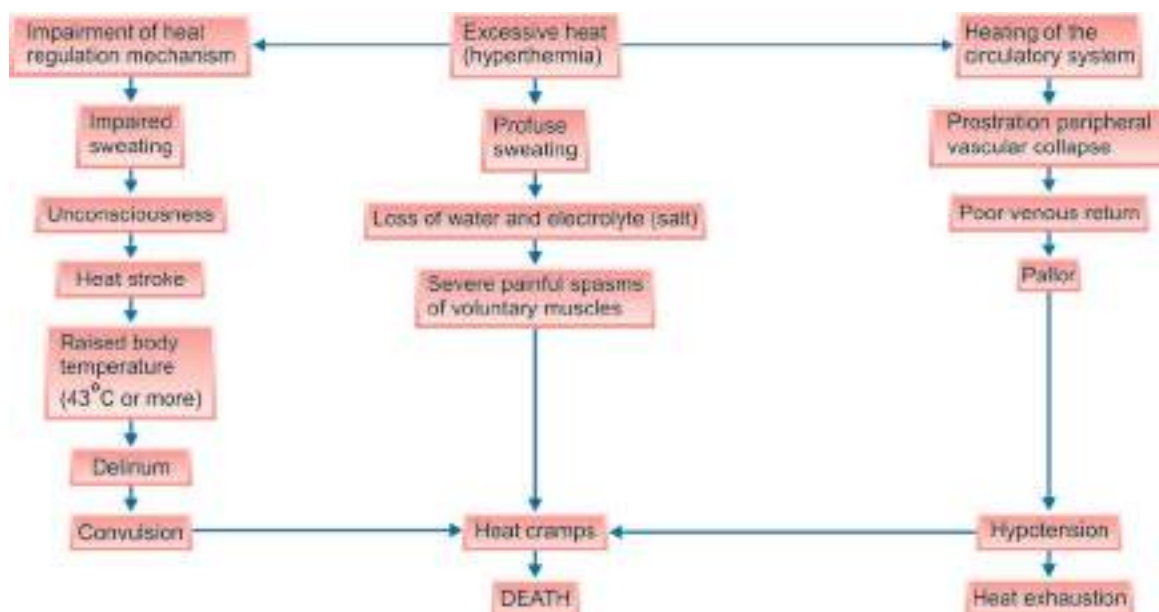 Impairment of heat
regulation mechanism
Excessive heat
(hyperthermia)
Heating of the
circulatory system
Impaired
sweating
Profuse
sweating
Prostration peripheral
vascular collapse
Unconsciousness
Loss of water and electrolyte (salt)
Poor venous return
Heat stroke
Severe painful spasms
of voluntary muscles
Pallor
Raised body
temperature
(43°C or more)
Delirium
Convulsion
Heat cramps
Hypotension
DEATH
Heat exhaustion